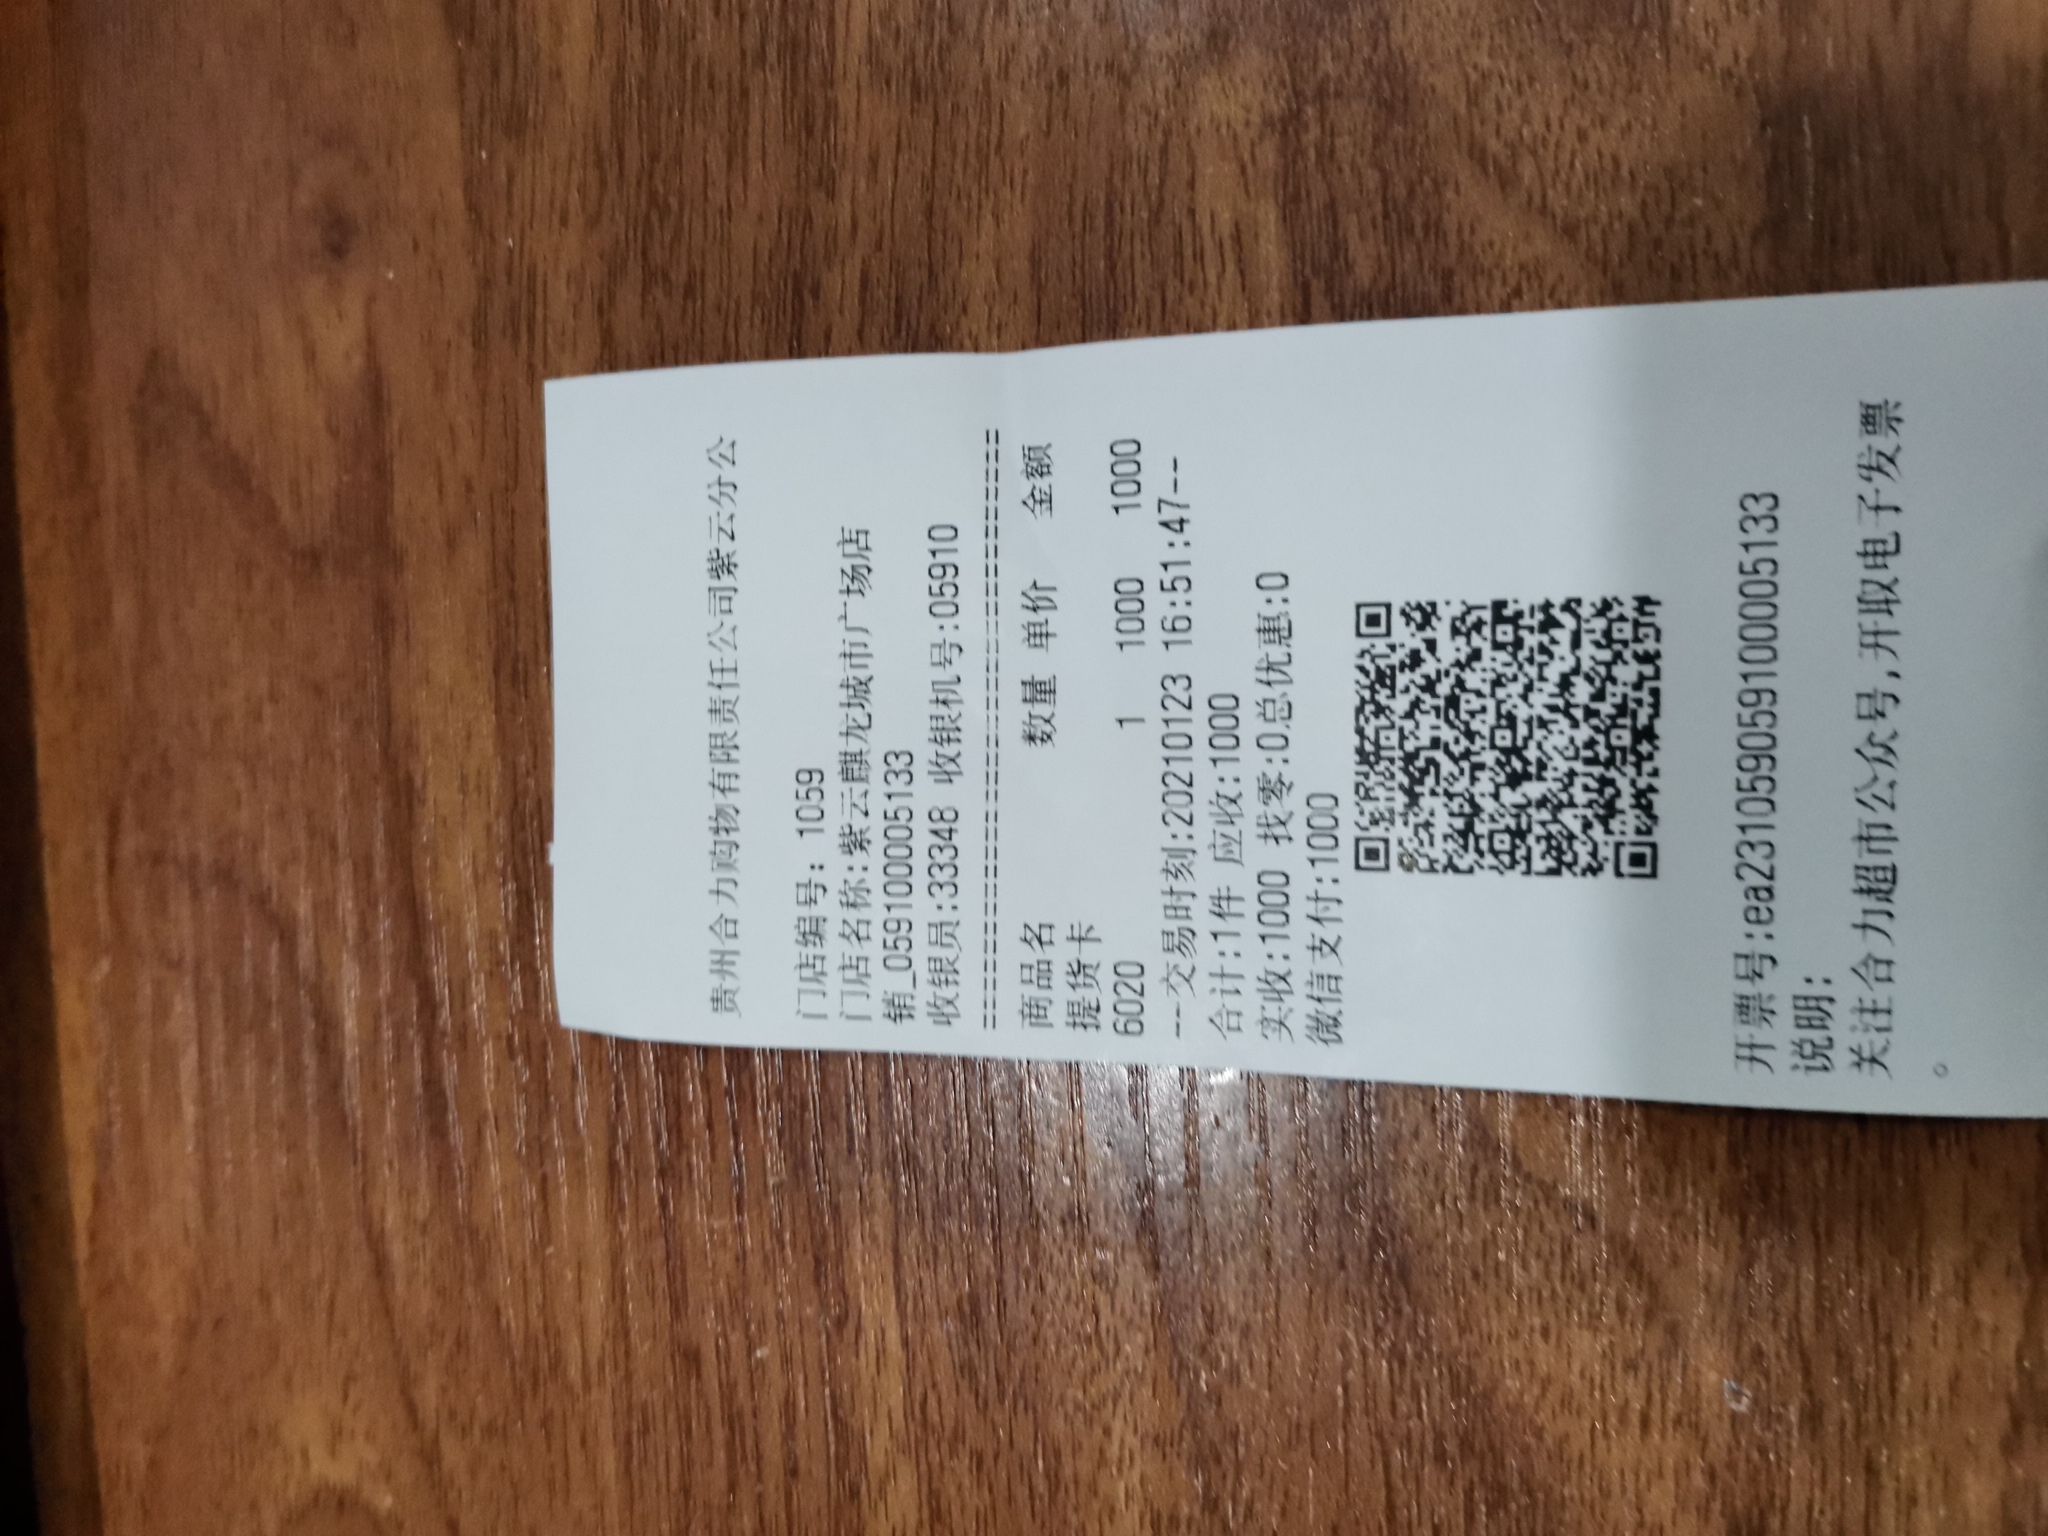 贵州合力购物有限责任公司紫云分公
门店编号: 1059
门店名称:紫云麒龙城市广场店
销_0591000005133
收银员:33348 收银机号:05910
========================================
商品名 数量 单价 金额
提货卡
6020 1 1000 1000
--交易时刻:20210123 16:51:47--
合计:1件 应收:1000
实收:1000 找零:0总优惠:0
微信支付:1000
开票号:ea231059059100005133
说明:
关注合力超市公众号,开取电子发票
。